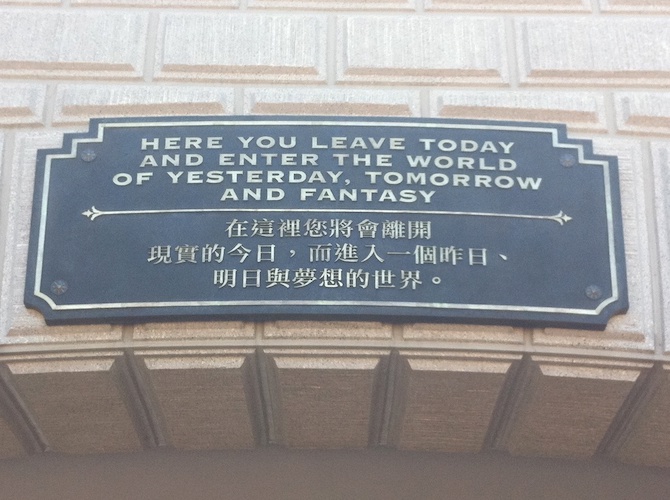 HERE YOU LEAVE TODAY
AND ENTER THE WORLD
OF YESTERDAY, TOMORROW
AND FANTASY
在這裡您將會離開
現實的今日，而進入一個昨日、
明日與夢想的世界。